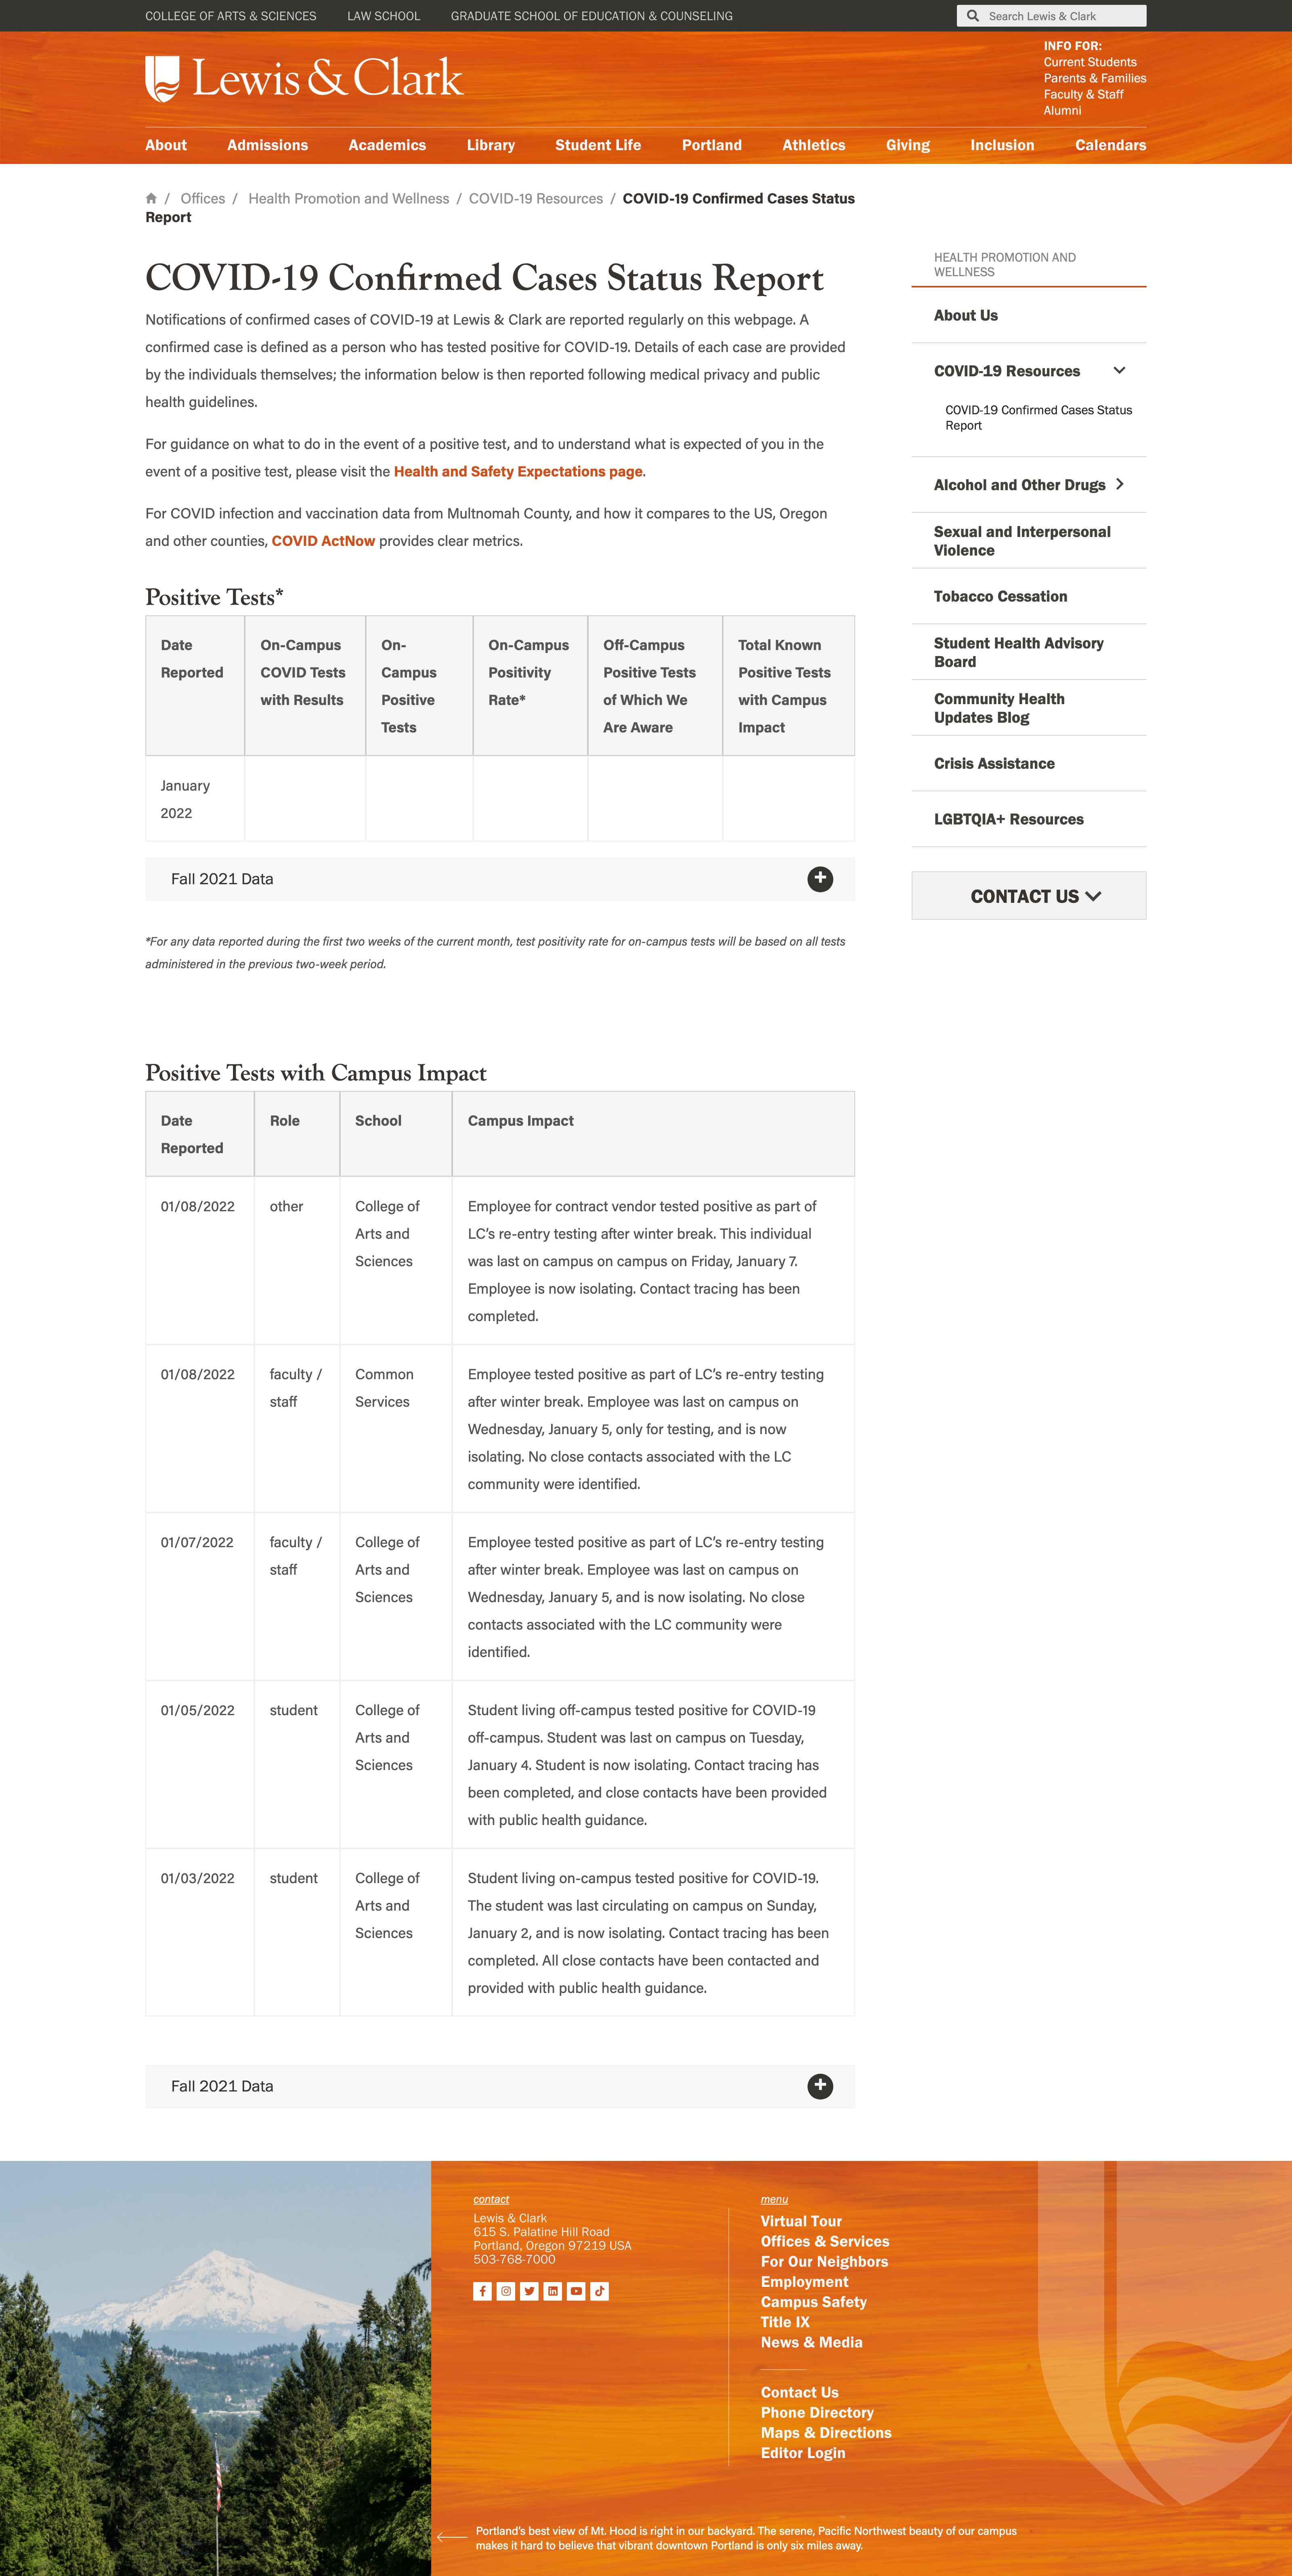 COLLEGE OF ARTS & SCIENCES LAW SCHOOL GRADUATE SCHOOL OF EDUCATION & COUNSELING
Search Lewis & Clark
Lewis & Clark
INFO FOR:
Current Students
Parents & Families
Faculty & Staff
Alumni
About Admissions Academics Library Student Life Portland Athletics Giving Inclusion Calendars
/ Offices / Health Promotion and Wellness / COVID-19 Resources / COVID-19 Confirmed Cases Status
Report
COVID-19 Confirmed Cases Status Report
Notifications of confirmed cases of COVID-19 at Lewis & Clark are reported regularly on this webpage. A
confirmed case is defined as a person who has tested positive for COVID-19. Details of each case are provided
by the individuals themselves; the information below is then reported following medical privacy and public
health guidelines.
For guidance on what to do in the event of a positive test, and to understand what is expected of you in the
event of a positive test, please visit the Health and Safety Expectations page.
For COVID infection and vaccination data from Multnomah County, and how it compares to the US, Oregon
and other counties, COVID ActNow provides clear metrics.
HEALTH PROMOTION AND
WELLNESS
About Us
COVID-19 Resources
COVID-19 Confirmed Cases Status
Report
Alcohol and Other Drugs
Sexual and Interpersonal
Violence
Tobacco Cessation
Student Health Advisory
Board
Community Health
Updates Blog
Crisis Assistance
LGBTQIA+ Resources
CONTACT US
Positive Tests*
Date
Reported
On-Campus
COVID Tests
with Results
On-
Campus
Positive
Tests
On-Campus
Positivity
Rate*
Off-Campus
Positive Tests
of Which We
Are Aware
Total Known
Positive Tests
with Campus
Impact
January
2022
Fall 2021 Data
*For any data reported during the first two weeks of the current month, test positivity rate for on-campus tests will be based on all tests
administered in the previous two-week period.
Positive Tests with Campus Impact
Date
Reported
Role
School
Campus Impact
01/08/2022
other
College of
Arts and
Sciences
Employee for contract vendor tested positive as part of
LC's re-entry testing after winter break. This individual
was last on campus on campus on Friday, January 7.
Employee is now isolating. Contact tracing has been
completed.
01/08/2022
faculty /
staff
Common
Services
Employee tested positive as part of LC's re-entry testing
after winter break. Employee was last on campus on
Wednesday, January 5, only for testing, and is now
isolating. No close contacts associated with the LC
community were identified.
01/07/2022
faculty /
staff
College of
Arts and
Sciences
Employee tested positive as part of LC's re-entry testing
after winter break. Employee was last on campus on
Wednesday, January 5, and is now isolating. No close
contacts associated with the LC community were
identified.
01/05/2022
student
College of
Arts and
Sciences
Student living off-campus tested positive for COVID-19
off-campus. Student was last on campus on Tuesday,
January 4. Student is now isolating. Contact tracing has
been completed, and close contacts have been provided
with public health guidance.
01/03/2022
student
College of
Arts and
Sciences
Student living on-campus tested positive for COVID-19.
The student was last circulating on campus on Sunday,
January 2, and is now isolating. Contact tracing has been
completed. All close contacts have been contacted and
provided with public health guidance.
Fall 2021 Data
contact
Lewis & Clark
615 S. Palatine Hill Road
Portland, Oregon 97219 USA
503-768-7000
menu
Virtual Tour
Offices & Services
For Our Neighbors
Employment
Campus Safety
Title IX
News & Media
Contact Us
Phone Directory
Maps & Directions
Editor Login
Portland's best view of Mt. Hood is right in our backyard. The serene, Pacific Northwest beauty of our campus
makes it hard to believe that vibrant downtown Portland is only six miles away.